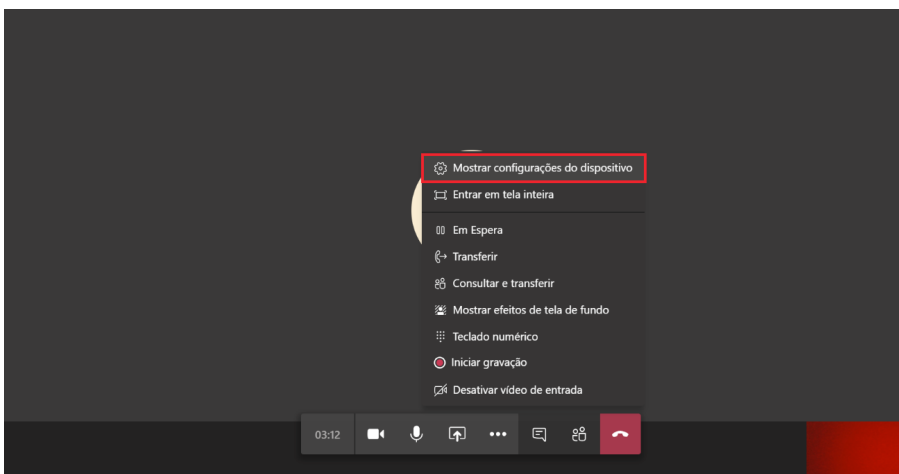 Mostrar configurações do dispositivo
Entrar em tela inteira
Em Espera
Transferir
Consultar e transferir
Mostrar efeitos de tela de fundo
Teclado numérico
Iniciar gravação
Desativar vídeo de entrada
03:12